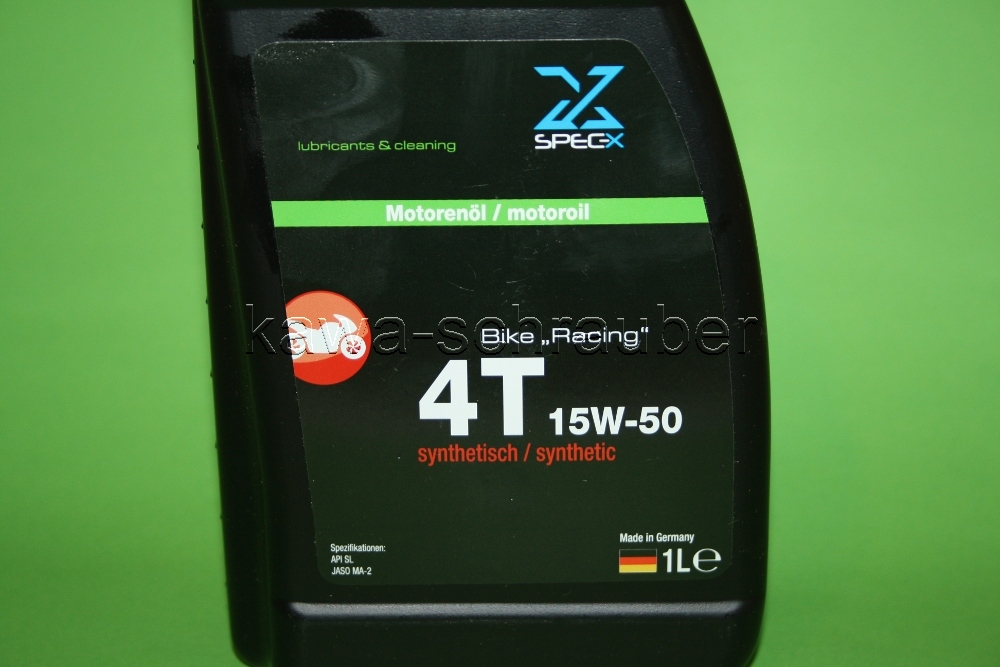 SPEC-X
lubricants & cleaning
Motorenöl / motoroil
kawa-schrauber
Bike „Racing“
4T 15W-50
synthetisch / synthetic
Spezifikationen:
API SL
JASO MA-2
Made in Germany
1L℮